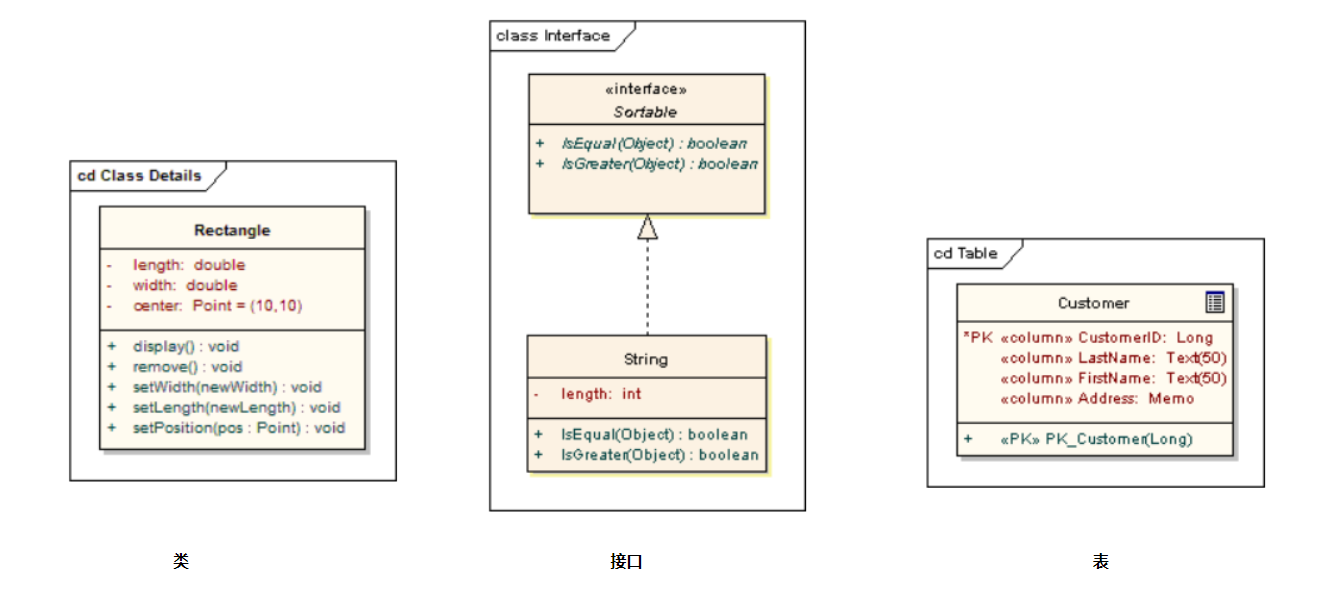 cd Class Details
Rectangle
- length: double
- width: double
- center: Point = (10,10)
+ display() : void
+ remove() : void
+ setWidth(newWidth) : void
+ setLength(newLength) : void
+ setPosition(pos : Point) : void
类
class Interface
«interface»
Sortable
+ IsEqual(Object) : boolean
+ IsGreater(Object) : boolean
String
- length: int
+ IsEqual(Object) : boolean
+ IsGreater(Object) : boolean
接口
cd Table
Customer
*PK «column» CustomerID: Long
«column» LastName: Text(50)
«column» FirstName: Text(50)
«column» Address: Memo
+ «PK» PK_Customer(Long)
表